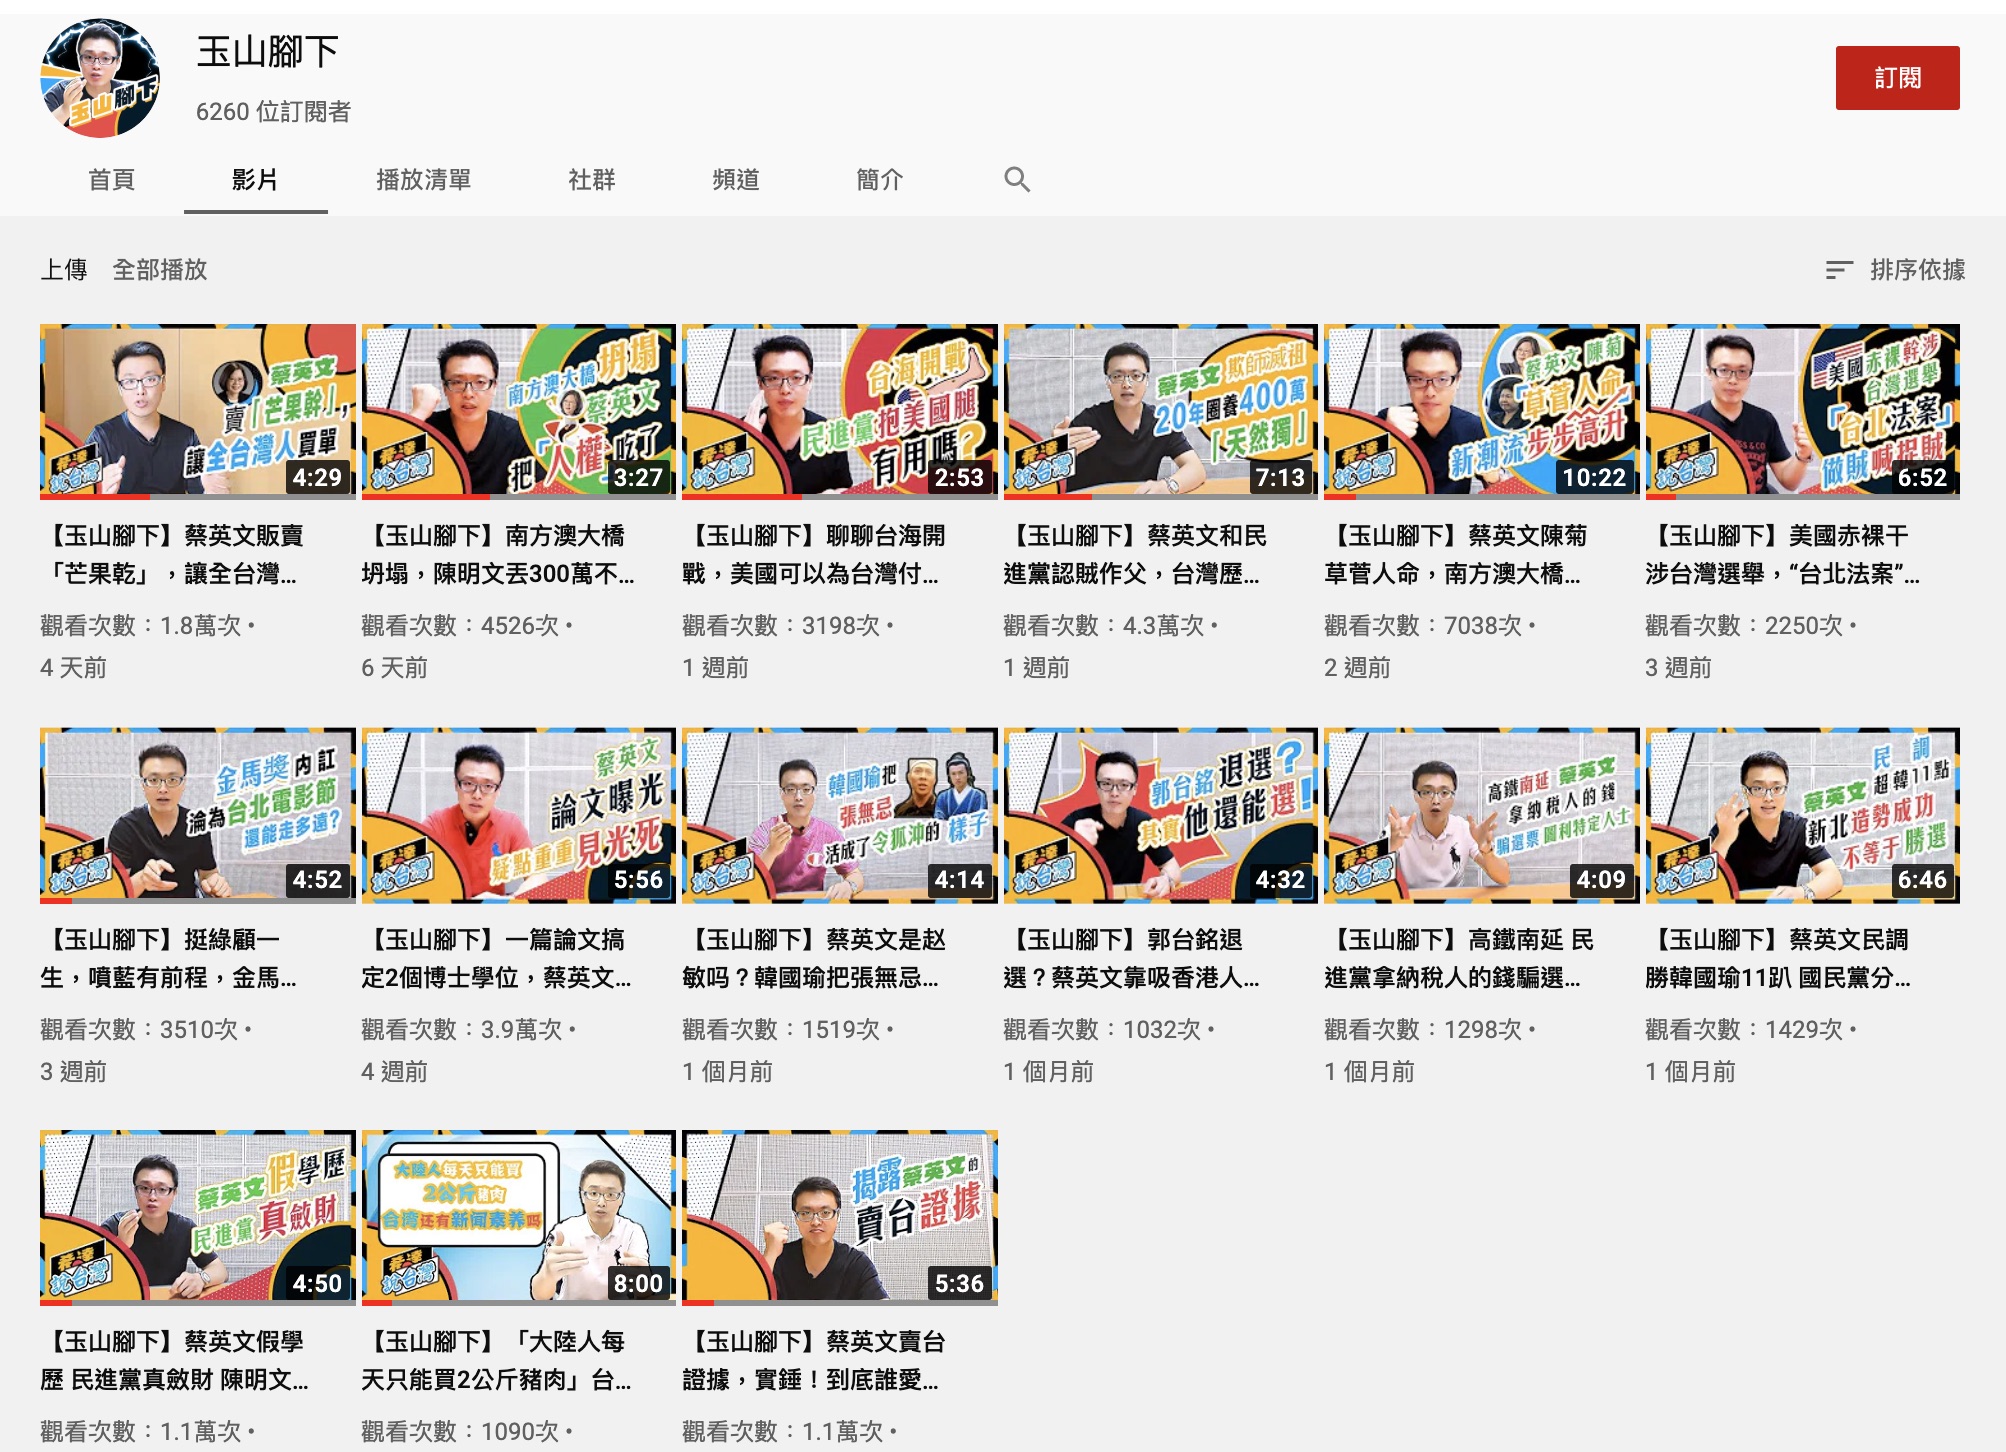 玉山腳下
6260 位訂閱者
訂閱
首頁 影片 播放清單 社群 頻道 簡介
上傳 全部播放 排序依據
蔡英文
賣「芒果幹」,
讓全台灣人買單
4:29
南方澳大橋坍塌
蔡英文
把「人權」吃了
3:27
台海開戰
民進黨抱美國腿
有用嗎?
2:53
蔡英文 欺師滅祖
20年圈養400萬
「天然獨」
7:13
蔡英文 陳菊
「草菅人命」
新潮流步步高升
10:22
美國赤裸幹涉
台灣選舉
「台北法案」
做賊喊捉賊
6:52
【玉山腳下】蔡英文販賣
「芒果乾」，讓全台灣...
觀看次數：1.8萬次 •
4 天前
【玉山腳下】南方澳大橋
坍塌，陳明文丟300萬不...
觀看次數：4526次 •
6 天前
【玉山腳下】聊聊台海開
戰，美國可以為台灣付...
觀看次數：3198次 •
1 週前
【玉山腳下】蔡英文和民
進黨認賊作父，台灣歷...
觀看次數：4.3萬次 •
1 週前
【玉山腳下】蔡英文陳菊
草菅人命，南方澳大橋...
觀看次數：7038次 •
2 週前
【玉山腳下】美國赤裸干
涉台灣選舉，“台北法案”...
觀看次數：2250次 •
3 週前
金馬獎內訌
淪為台北電影節
還能走多遠?
4:52
蔡英文
論文曝光
疑點重重見光死
5:56
韓國瑜把
張無忌
活成了令狐沖的樣子
4:14
郭台銘退選?
其實他還能選!
4:32
高鐵南延 蔡英文
拿納稅人的錢
騙選票 圖利特定人士
4:09
民調
蔡英文超韓11點
新北造勢成功
不等于勝選
6:46
【玉山腳下】挺綠顧一
生，噴藍有前程，金馬...
觀看次數：3510次 •
3 週前
【玉山腳下】一篇論文搞
定2個博士學位，蔡英文...
觀看次數：3.9萬次 •
4 週前
【玉山腳下】蔡英文是赵
敏吗？韓國瑜把張無忌...
觀看次數：1519次 •
1 個月前
【玉山腳下】郭台銘退
選？蔡英文靠吸香港人...
觀看次數：1032次 •
1 個月前
【玉山腳下】高鐵南延 民
進黨拿納稅人的錢騙選...
觀看次數：1298次 •
1 個月前
【玉山腳下】蔡英文民調
勝韓國瑜11趴 國民黨分...
觀看次數：1429次 •
1 個月前
蔡英文假學歷
民進黨真斂財
4:50
大陸人每天只能買
2公斤豬肉
台湾还有新闻素养吗
8:00
揭露蔡英文的
賣台證據
5:36
【玉山腳下】蔡英文假學
歷 民進黨真斂財 陳明文...
觀看次數：1.1萬次 •
【玉山腳下】「大陸人每
天只能買2公斤豬肉」台...
觀看次數：1090次 •
【玉山腳下】蔡英文賣台
證據，實錘！到底誰愛...
觀看次數：1.1萬次 •